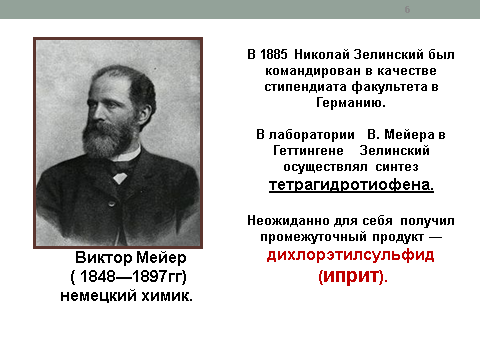 6
В 1885 Николай Зелинский был
командирован в качестве
стипендиата факультета в
Германию.
В лаборатории В. Мейера в
Геттингене Зелинский
осуществлял синтез
тетрагидротиофена.
Неожиданно для себя получил
промежуточный продукт —
дихлорэтилсульфид
(иприт).
Виктор Мейер
( 1848—1897гг)
немецкий химик.